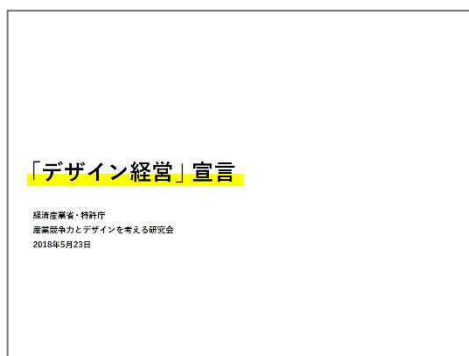 「デザイン経営」宣言
経済産業省・特許庁
産業競争力とデザインを考える研究会
2018年5月23日